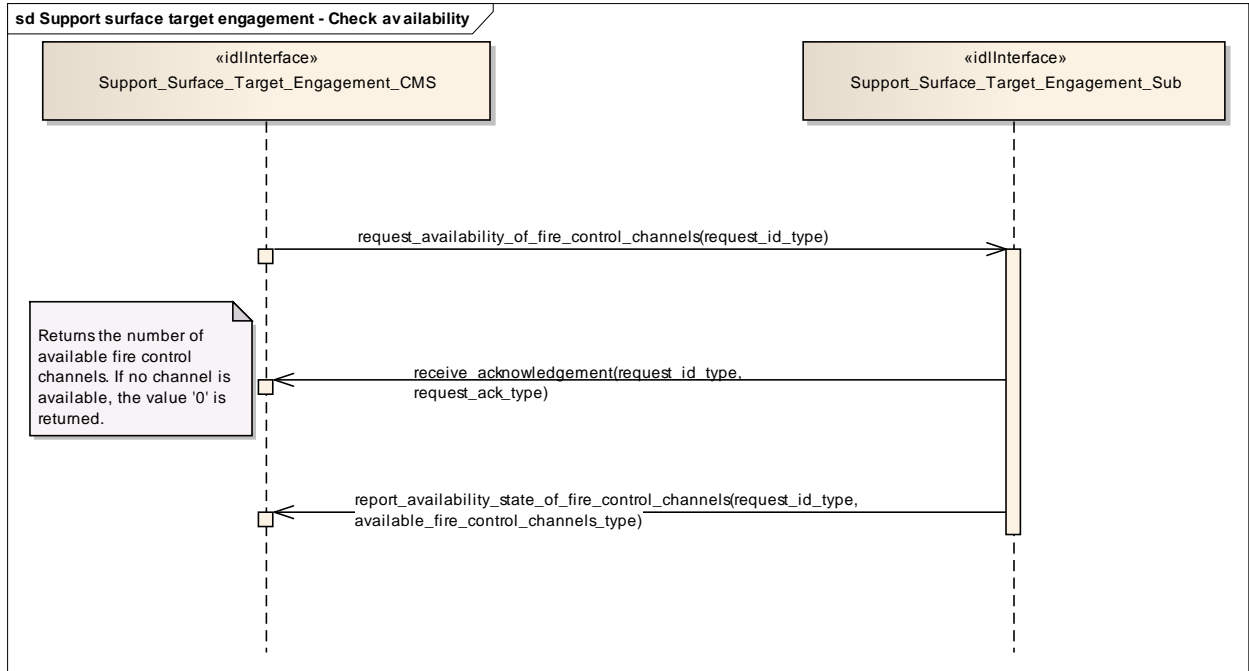 sd Support surface target engagement - Check availability
«idlInterface»
Support_Surface_Target_Engagement_CMS
«idlInterface»
Support_Surface_Target_Engagement_Sub
request_availability_of_fire_control_channels(request_id_type)
Returns the number of
available fire control
channels. If no channel is
available, the value '0' is
returned.
receive_acknowledgement(request_id_type,
request_ack_type)
report_availability_state_of_fire_control_channels(request_id_type,
available_fire_control_channels_type)